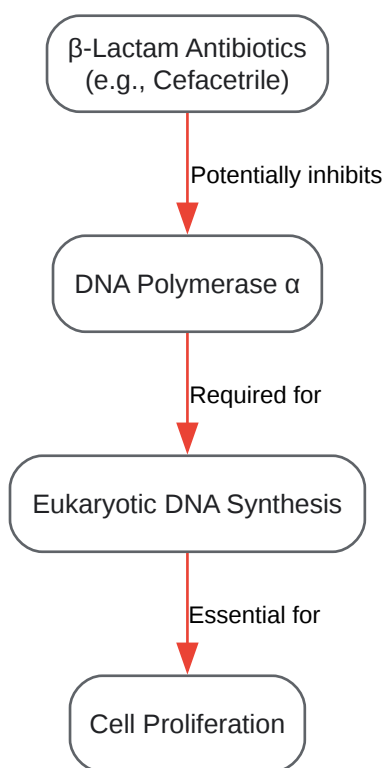 β-Lactam Antibiotics
(e.g., Cefacetrile)
Potentially inhibits
DNA Polymerase α
Required for
Eukaryotic DNA Synthesis
Essential for
Cell Proliferation